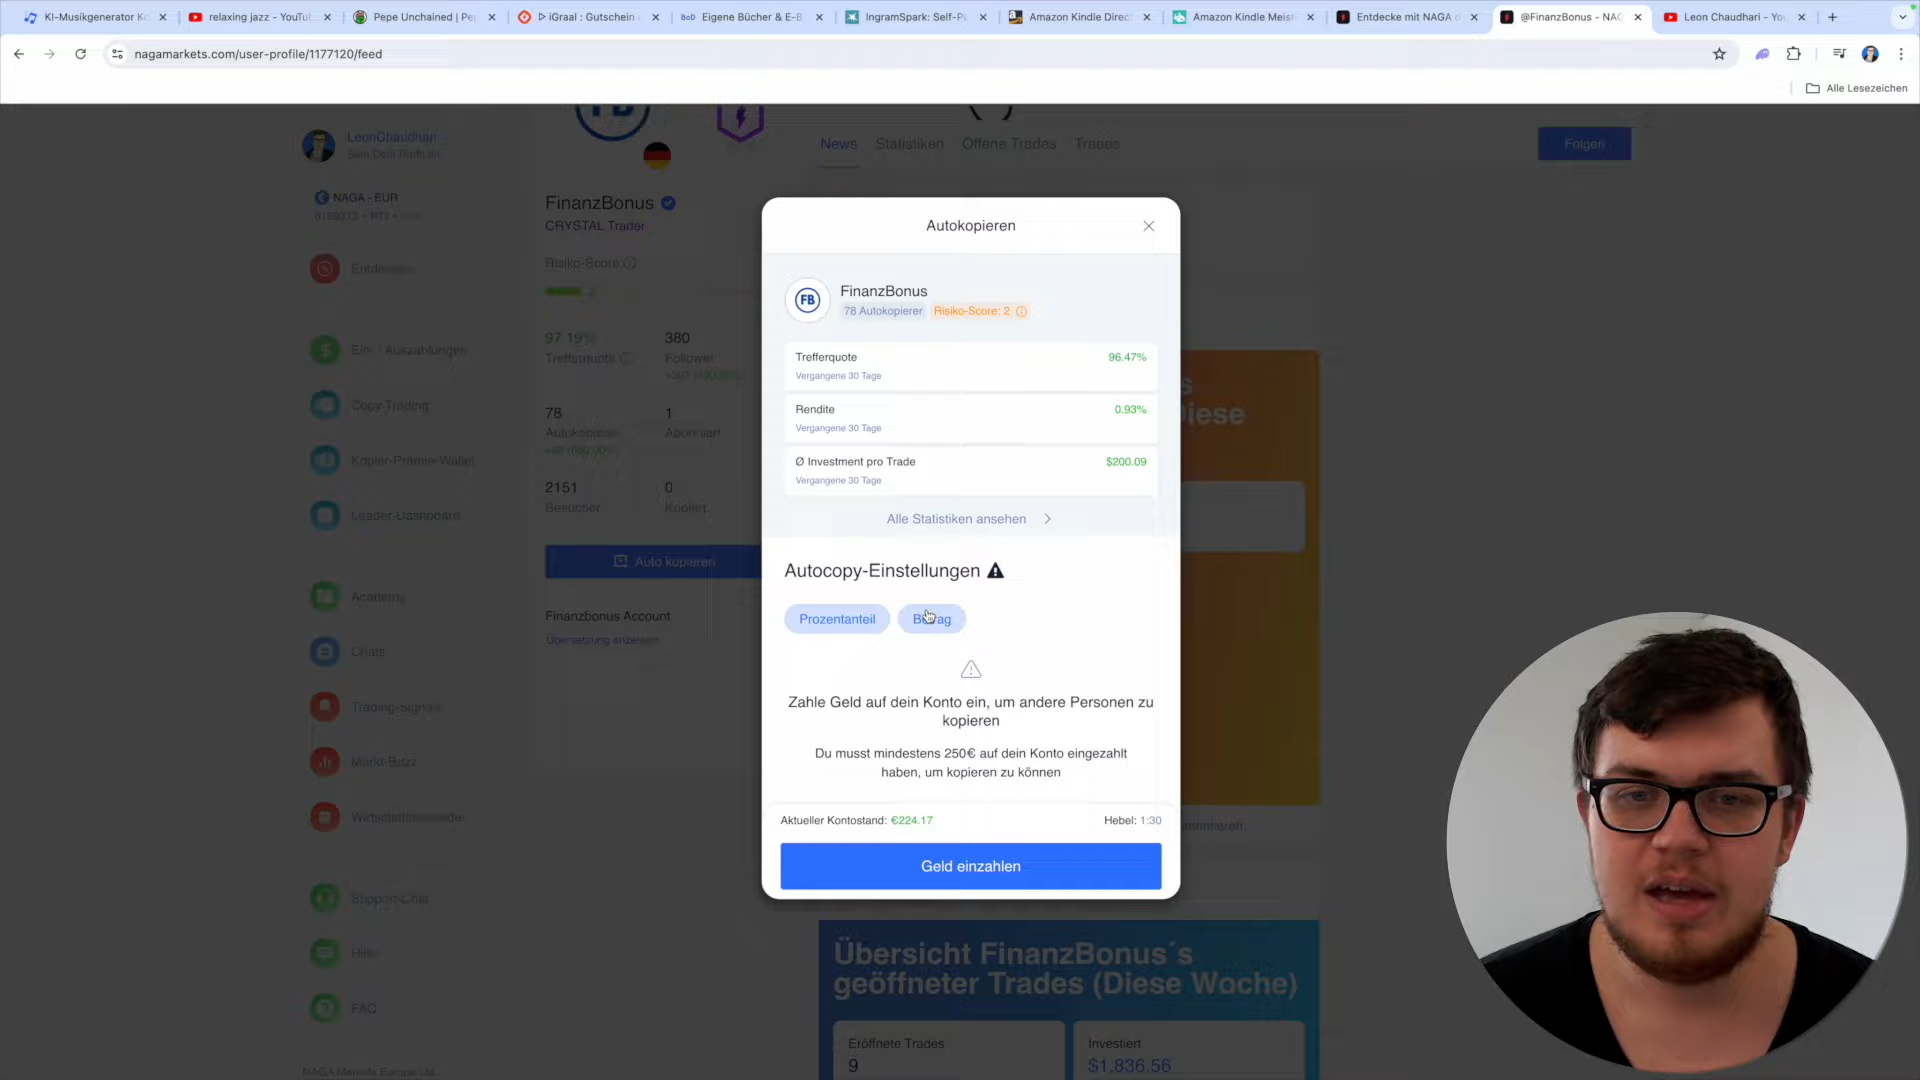 KI-Musikgenerator
relaxing jazz - YouTu
Pepe Unchained | Pe
iGraal : Gutschein
BoD Eigene Bücher & E-B
IngramSpark: Self-Pu
Amazon Kindle Direc
Amazon Kindle Meist
Entdecke mit NAGA d
@FinanzBonus - NAG
Leon Chaudhari - Yo
nagamarkets.com/user-profile/1177120/feed
Alle Lesezeichen
LeonChaudhari
NAGA - EUR
Entdecken
Ein- / Auszahlungen
Copy-Trading
Kopier-Prämie-Wallet
Leader-Dashboard
Academy
Chats
Trading-Signale
Markt-Buzz
Support-Chat
Hilfe
FAQ
NAGA Markets Europe Ltd.
FinanzBonus
CRYSTAL Trader
Risiko-Score
97.19%
Trefferquote
380
Follower
78
1
Abonniert
2151
Besucher
0
Kopiert
Auto kopieren
Finanzbonus Account
Übersetzung anzeigen
News
Statistiken
Offene Trades
Trades
Folgen
Autokopieren
FB
FinanzBonus
78 Autokopierer
Risiko-Score: 2
Trefferquote
96.47%
Vergangene 30 Tage
Rendite
0.93%
Vergangene 30 Tage
Ø Investment pro Trade
$200.09
Vergangene 30 Tage
Alle Statistiken ansehen
Autocopy-Einstellungen
Prozentanteil
Zahle Geld auf dein Konto ein, um andere Personen zu
kopieren
Du musst mindestens 250€ auf dein Konto eingezahlt
haben, um kopieren zu können
Aktueller Kontostand: €224.17
Hebel: 1:30
Geld einzahlen
Diese
Übersicht FinanzBonus´s
geöffneter Trades (Diese Woche)
Eröffnete Trades
9
Investiert
$1,836.56